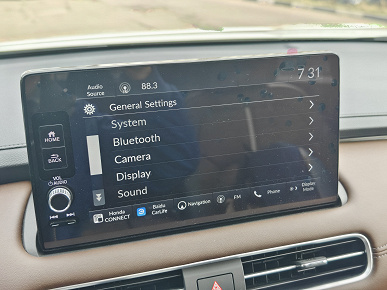 Audio
Source
88.3
7:31
General Settings
System
Bluetooth
Camera
Display
Sound
HOME
BACK
VOL
AUDIO
Honda
CONNECT
Baidu
CarLife
Navigation
FM
Phone
Display
Mode